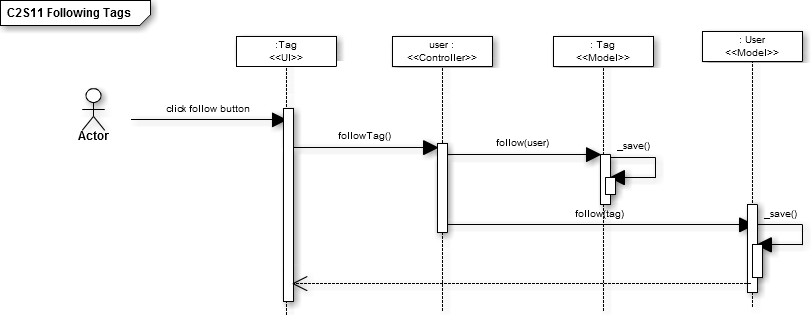 C2S11 Following Tags
:Tag
<<UI>>
user :
<<Controller>>
: Tag
<<Model>>
: User
<<Model>>
click follow button
Actor
followTag()
follow(user)
_save()
follow(tag)
_save()